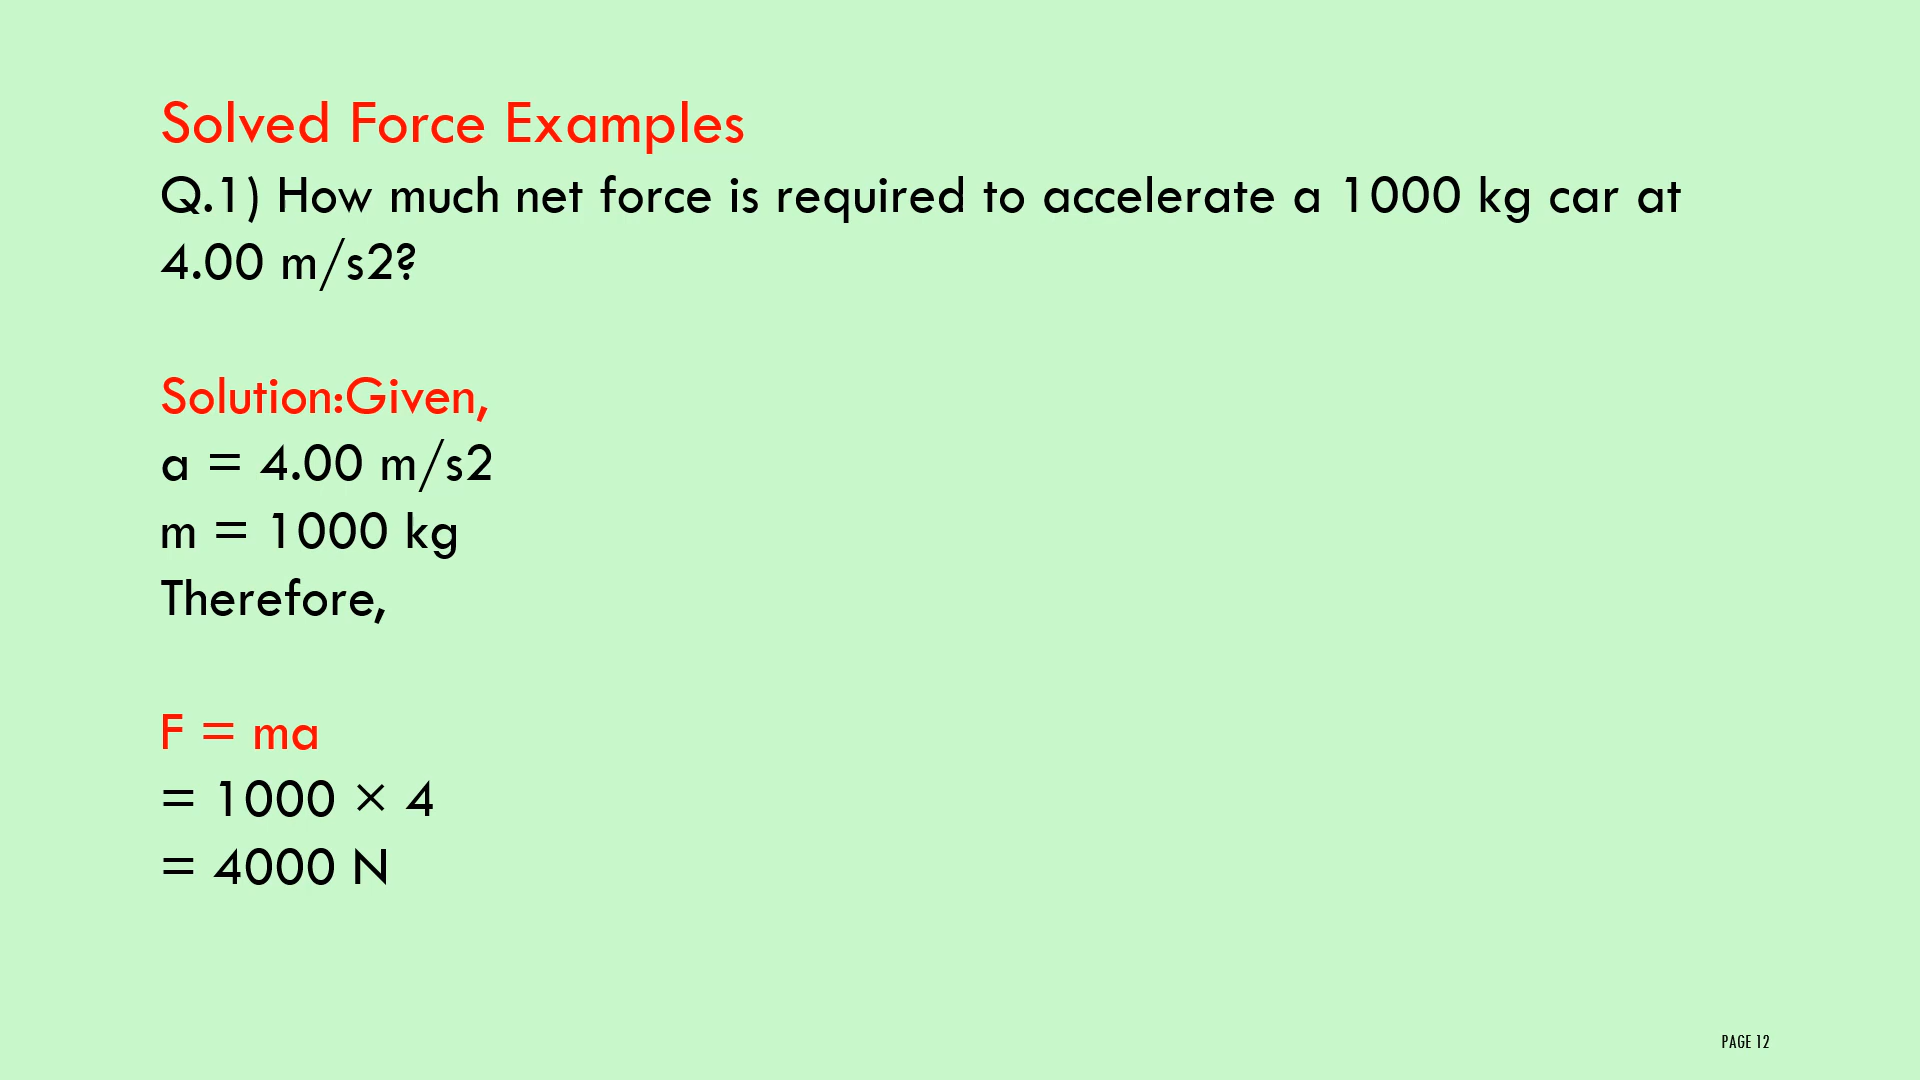 Solved Force Examples
Q.1) How much net force is required to accelerate a 1000 kg car at
4.00 m/s2?
Solution:Given,
a = 4.00 m/s2
m = 1000 kg
Therefore,
F = ma
= 1000 × 4
= 4000 N
PAGE 12